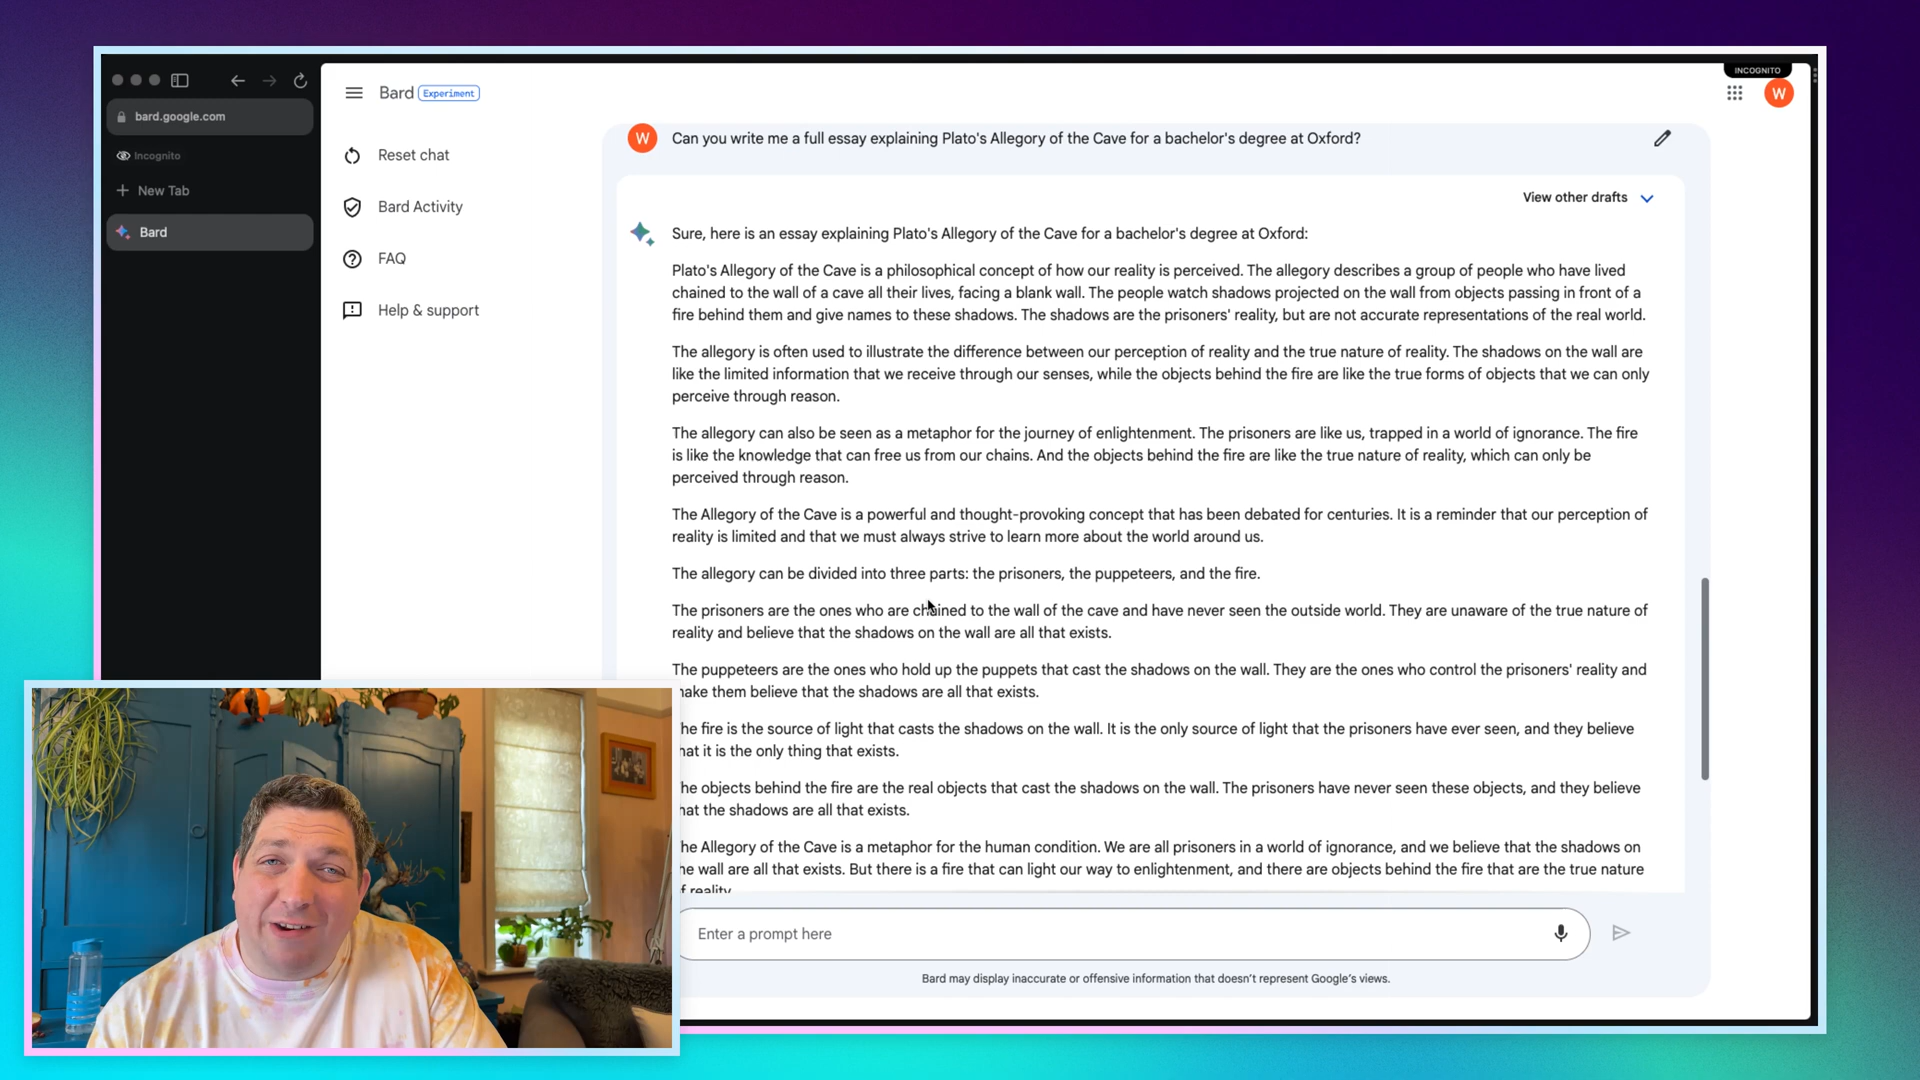 INCOGNITO
bard.google.com
Incognito
New Tab
Bard
Bard Experiment
W
Reset chat
Bard Activity
FAQ
Help & support
W Can you write me a full essay explaining Plato's Allegory of the Cave for a bachelor's degree at Oxford?
View other drafts
Sure, here is an essay explaining Plato's Allegory of the Cave for a bachelor's degree at Oxford:
Plato's Allegory of the Cave is a philosophical concept of how our reality is perceived. The allegory describes a group of people who have lived
chained to the wall of a cave all their lives, facing a blank wall. The people watch shadows projected on the wall from objects passing in front of a
fire behind them and give names to these shadows. The shadows are the prisoners' reality, but are not accurate representations of the real world.
The allegory is often used to illustrate the difference between our perception of reality and the true nature of reality. The shadows on the wall are
like the limited information that we receive through our senses, while the objects behind the fire are like the true forms of objects that we can only
perceive through reason.
The allegory can also be seen as a metaphor for the journey of enlightenment. The prisoners are like us, trapped in a world of ignorance. The fire
is like the knowledge that can free us from our chains. And the objects behind the fire are like the true nature of reality, which can only be
perceived through reason.
The Allegory of the Cave is a powerful and thought-provoking concept that has been debated for centuries. It is a reminder that our perception of
reality is limited and that we must always strive to learn more about the world around us.
The allegory can be divided into three parts: the prisoners, the puppeteers, and the fire.
The prisoners are the ones who are chained to the wall of the cave and have never seen the outside world. They are unaware of the true nature of
reality and believe that the shadows on the wall are all that exists.
The puppeteers are the ones who hold up the puppets that cast the shadows on the wall. They are the ones who control the prisoners' reality and
ake them believe that the shadows are all that exists.
he fire is the source of light that casts the shadows on the wall. It is the only source of light that the prisoners have ever seen, and they believe
hat it is the only thing that exists.
he objects behind the fire are the real objects that cast the shadows on the wall. The prisoners have never seen these objects, and they believe
hat the shadows are all that exists.
he Allegory of the Cave is a metaphor for the human condition. We are all prisoners in a world of ignorance, and we believe that the shadows on
he wall are all that exists. But there is a fire that can light our way to enlightenment, and there are objects behind the fire that are the true nature
f reality.
Enter a prompt here
Bard may display inaccurate or offensive information that doesn't represent Google's views.